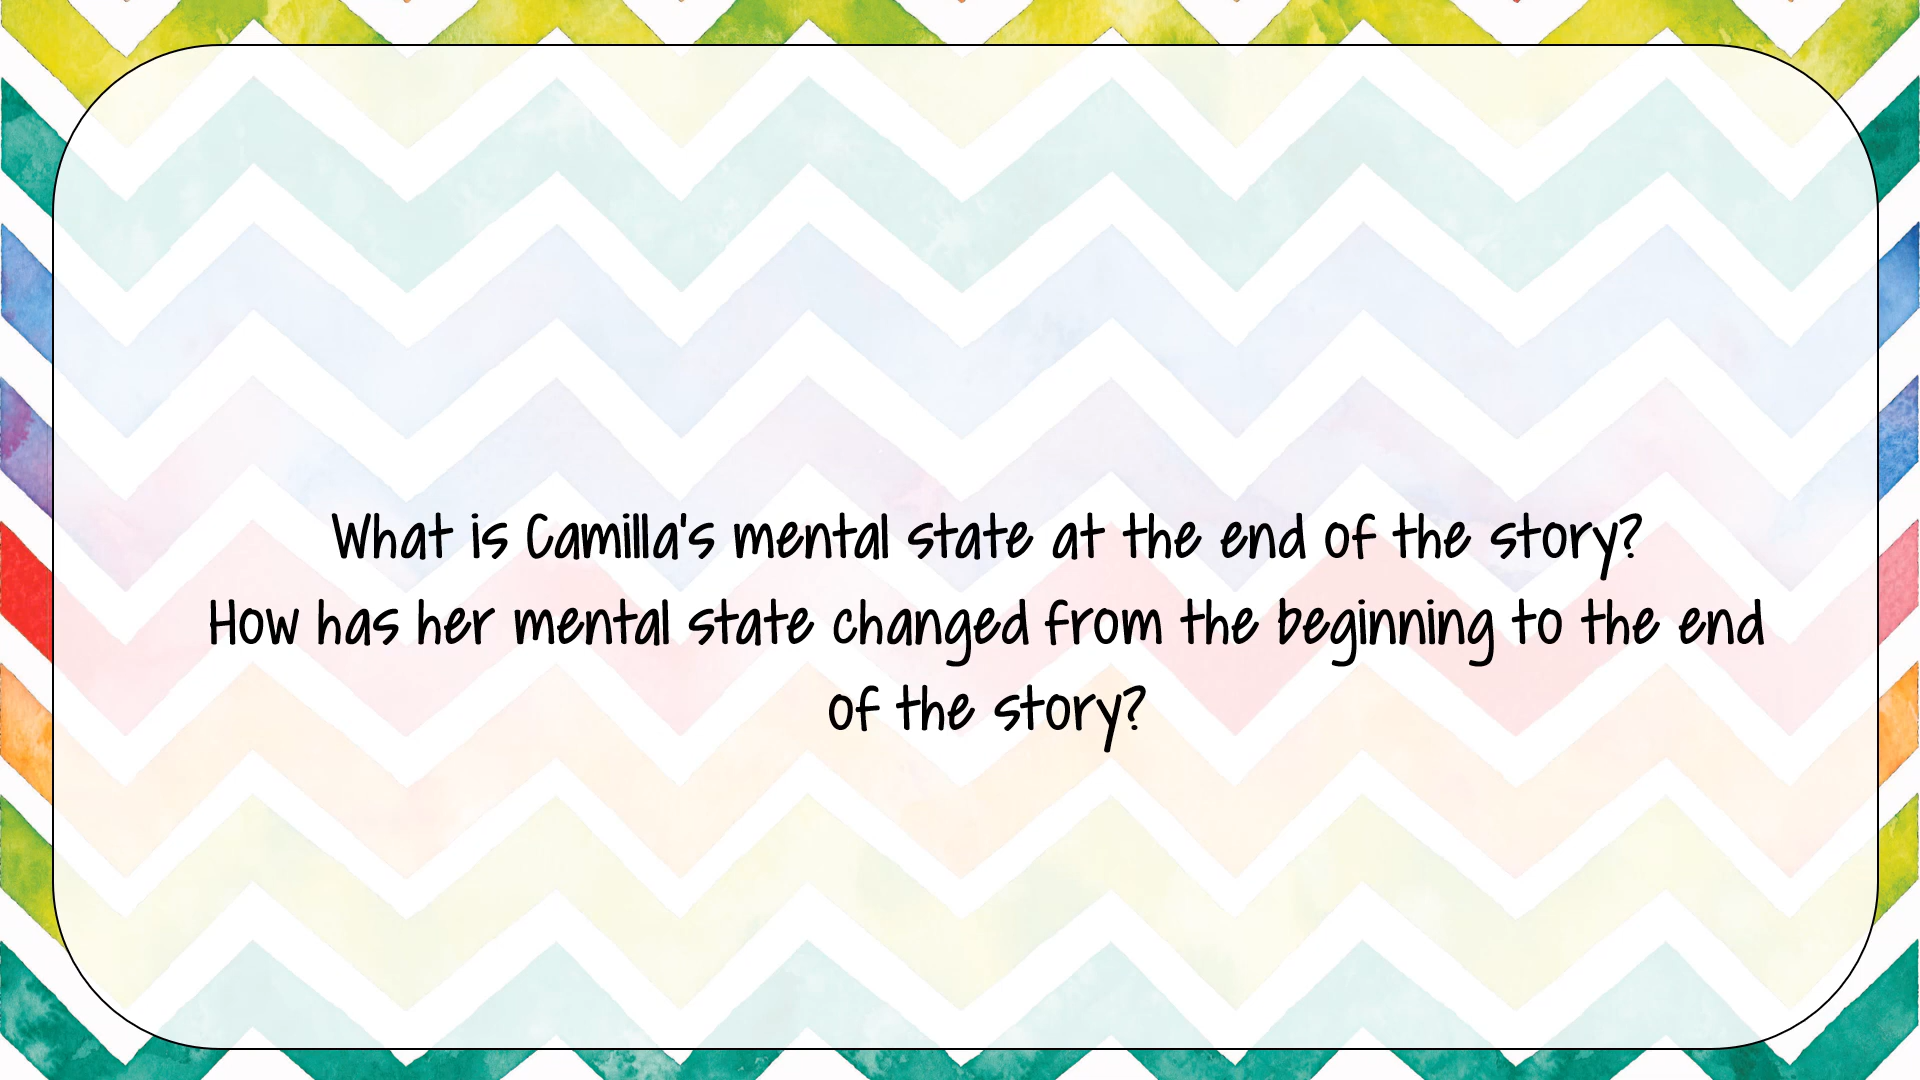 What is Camilla's mental state at the end of the story?
How has her mental state changed from the beginning to the end
of the story?